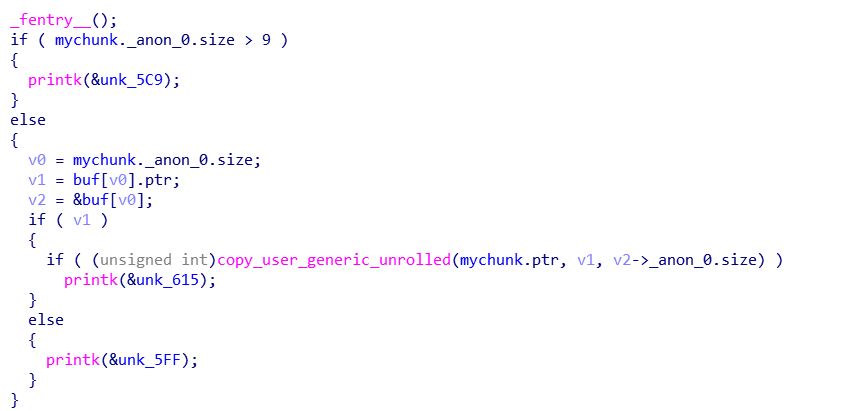 _fentry__();
if ( mychunk._anon_0.size > 9 )
{
  printk(&unk_5C9);
}
else
{
  v0 = mychunk._anon_0.size;
  v1 = buf[v0].ptr;
  v2 = &buf[v0];
  if ( v1 )
  {
    if ( (unsigned int)copy_user_generic_unrolled(mychunk.ptr, v1, v2->_anon_0.size) )
      printk(&unk_615);
  }
  else
  {
    printk(&unk_5FF);
  }
}